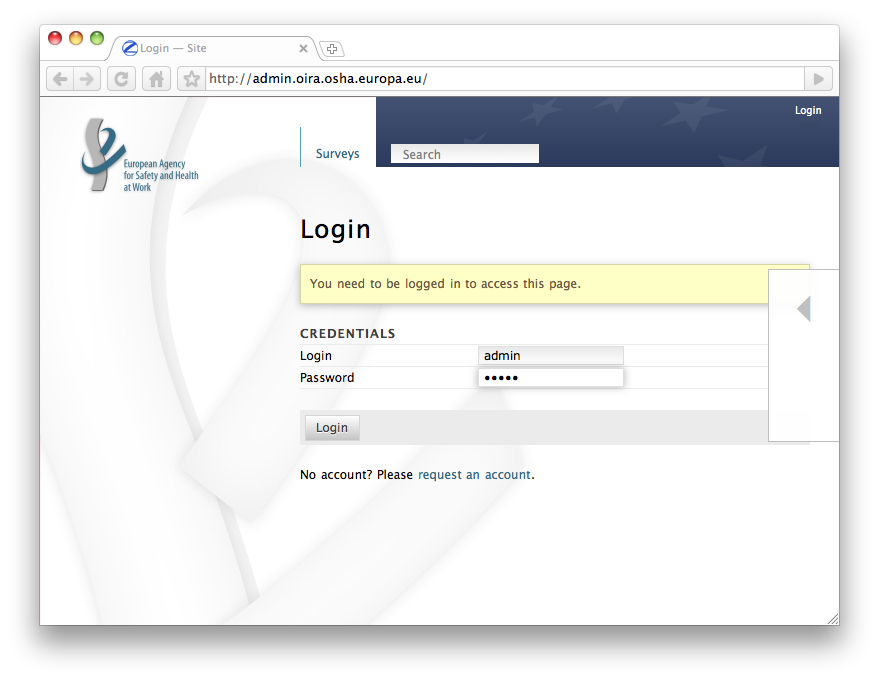 Login — Site
http://admin.oira.osha.europa.eu/
Login
European Agency
for Safety and Health
at Work
Surveys
Search
Login
You need to be logged in to access this page.
CREDENTIALS
Login admin
Password •••••
Login
No account? Please request an account.